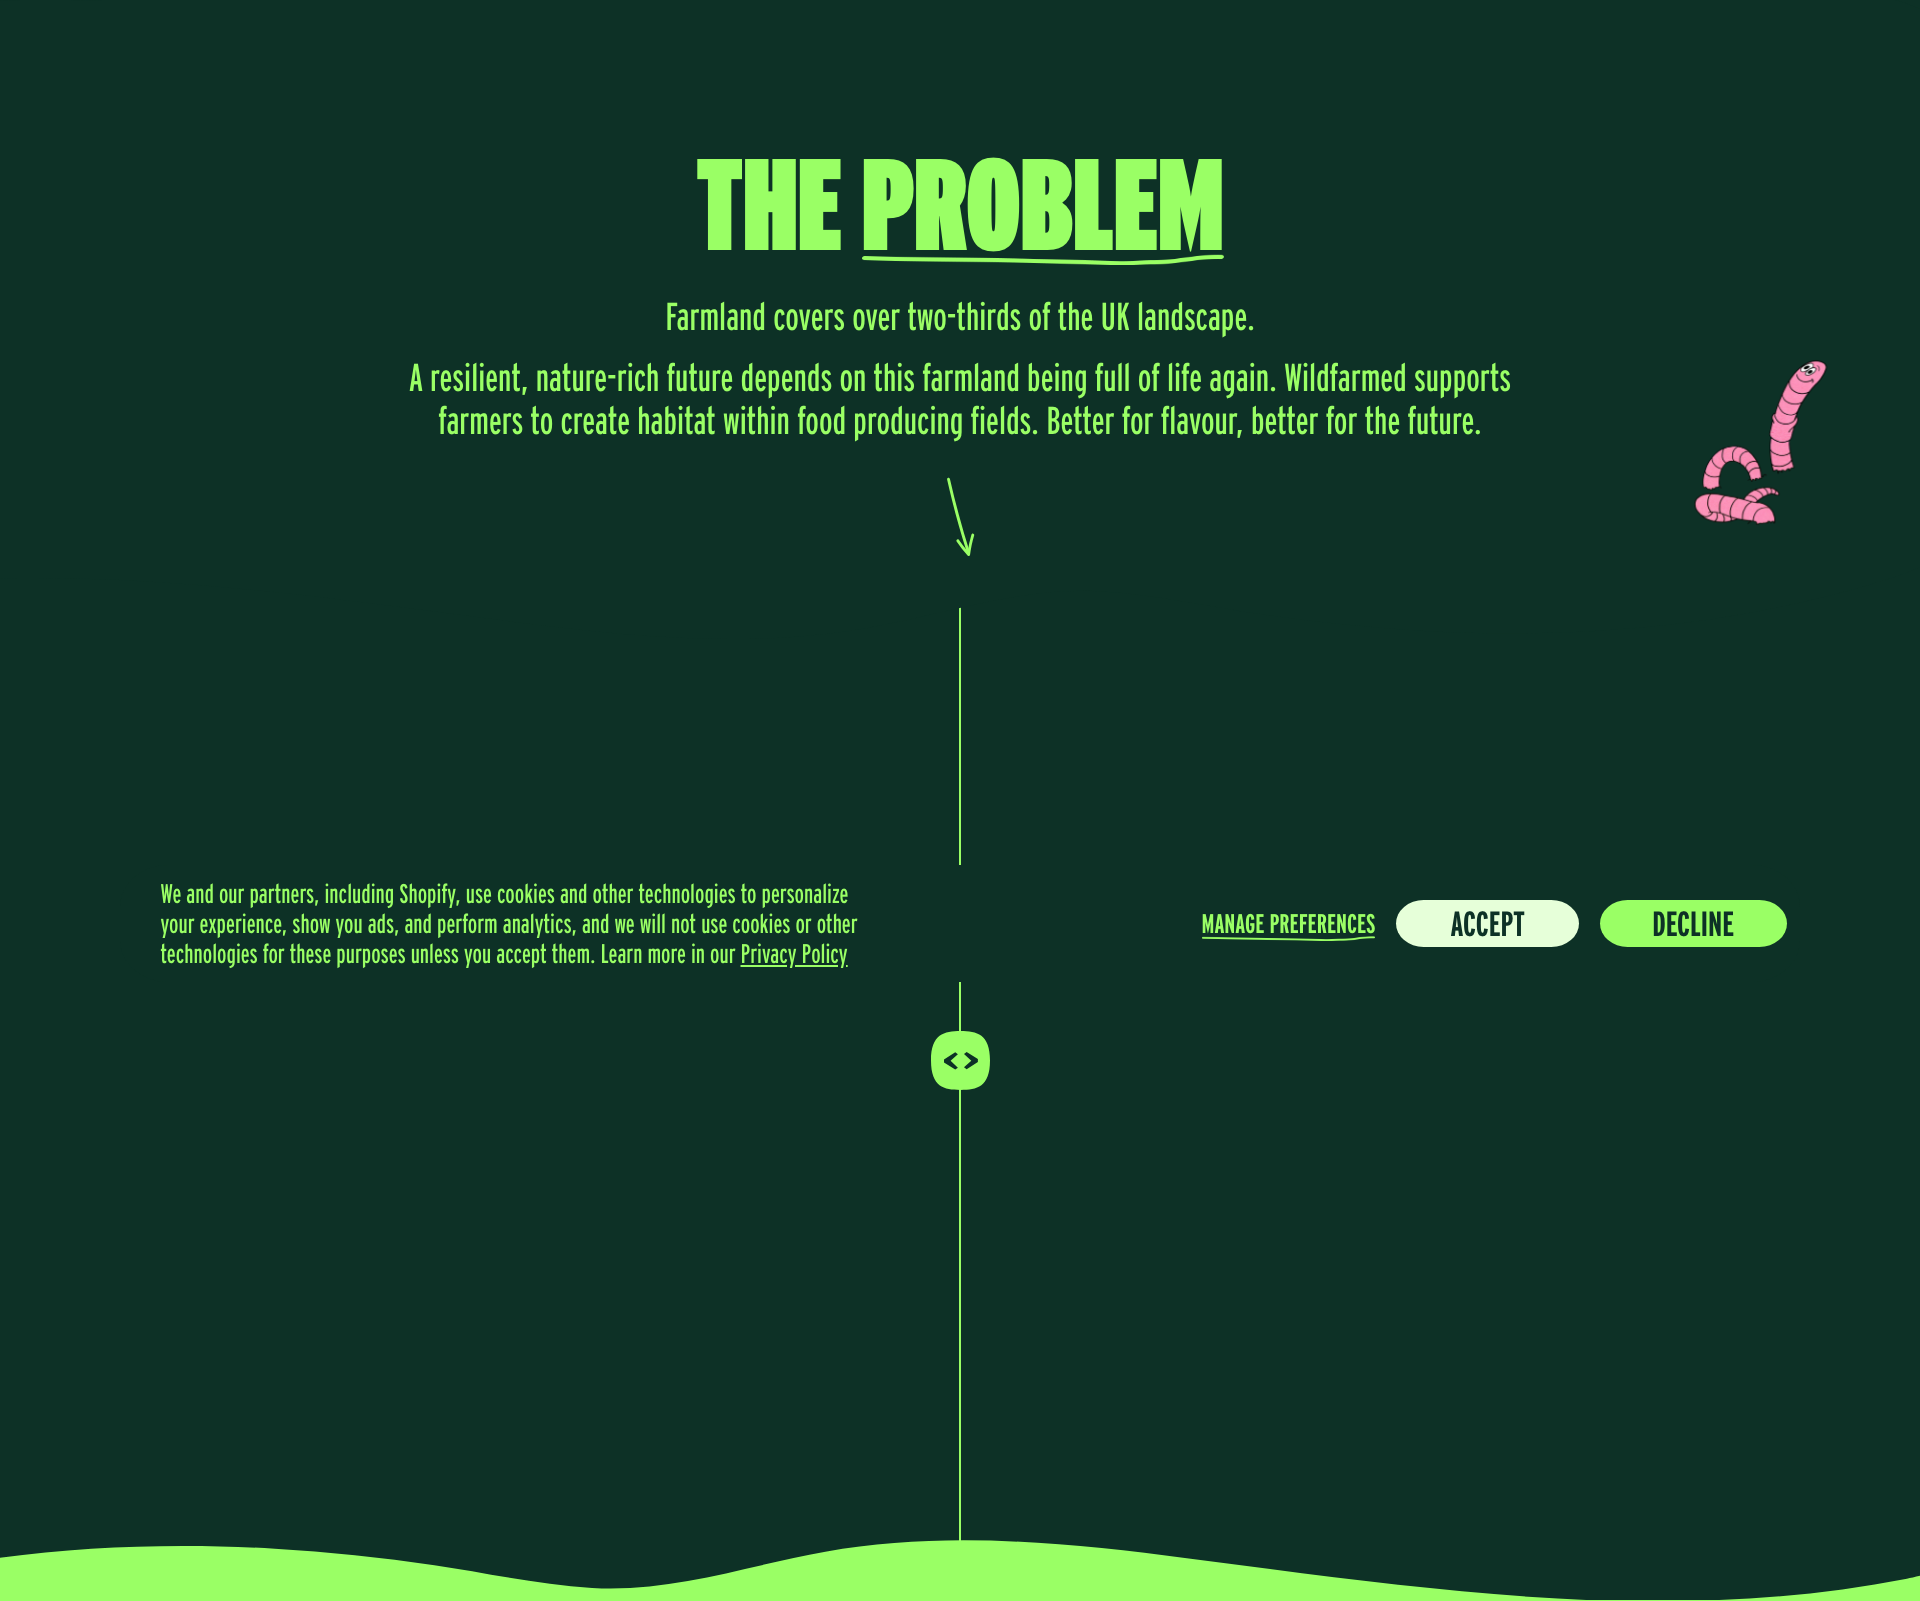 THE PROBLEM
Farmland covers over two-thirds of the UK landscape.
A resilient, nature-rich future depends on this farmland being full of life again. Wildfarmed supports
farmers to create habitat within food producing fields. Better for flavour, better for the future.
We and our partners, including Shopify, use cookies and other technologies to personalize
your experience, show you ads, and perform analytics, and we will not use cookies or other
technologies for these purposes unless you accept them. Learn more in our Privacy Policy
MANAGE PREFERENCES
ACCEPT
DECLINE